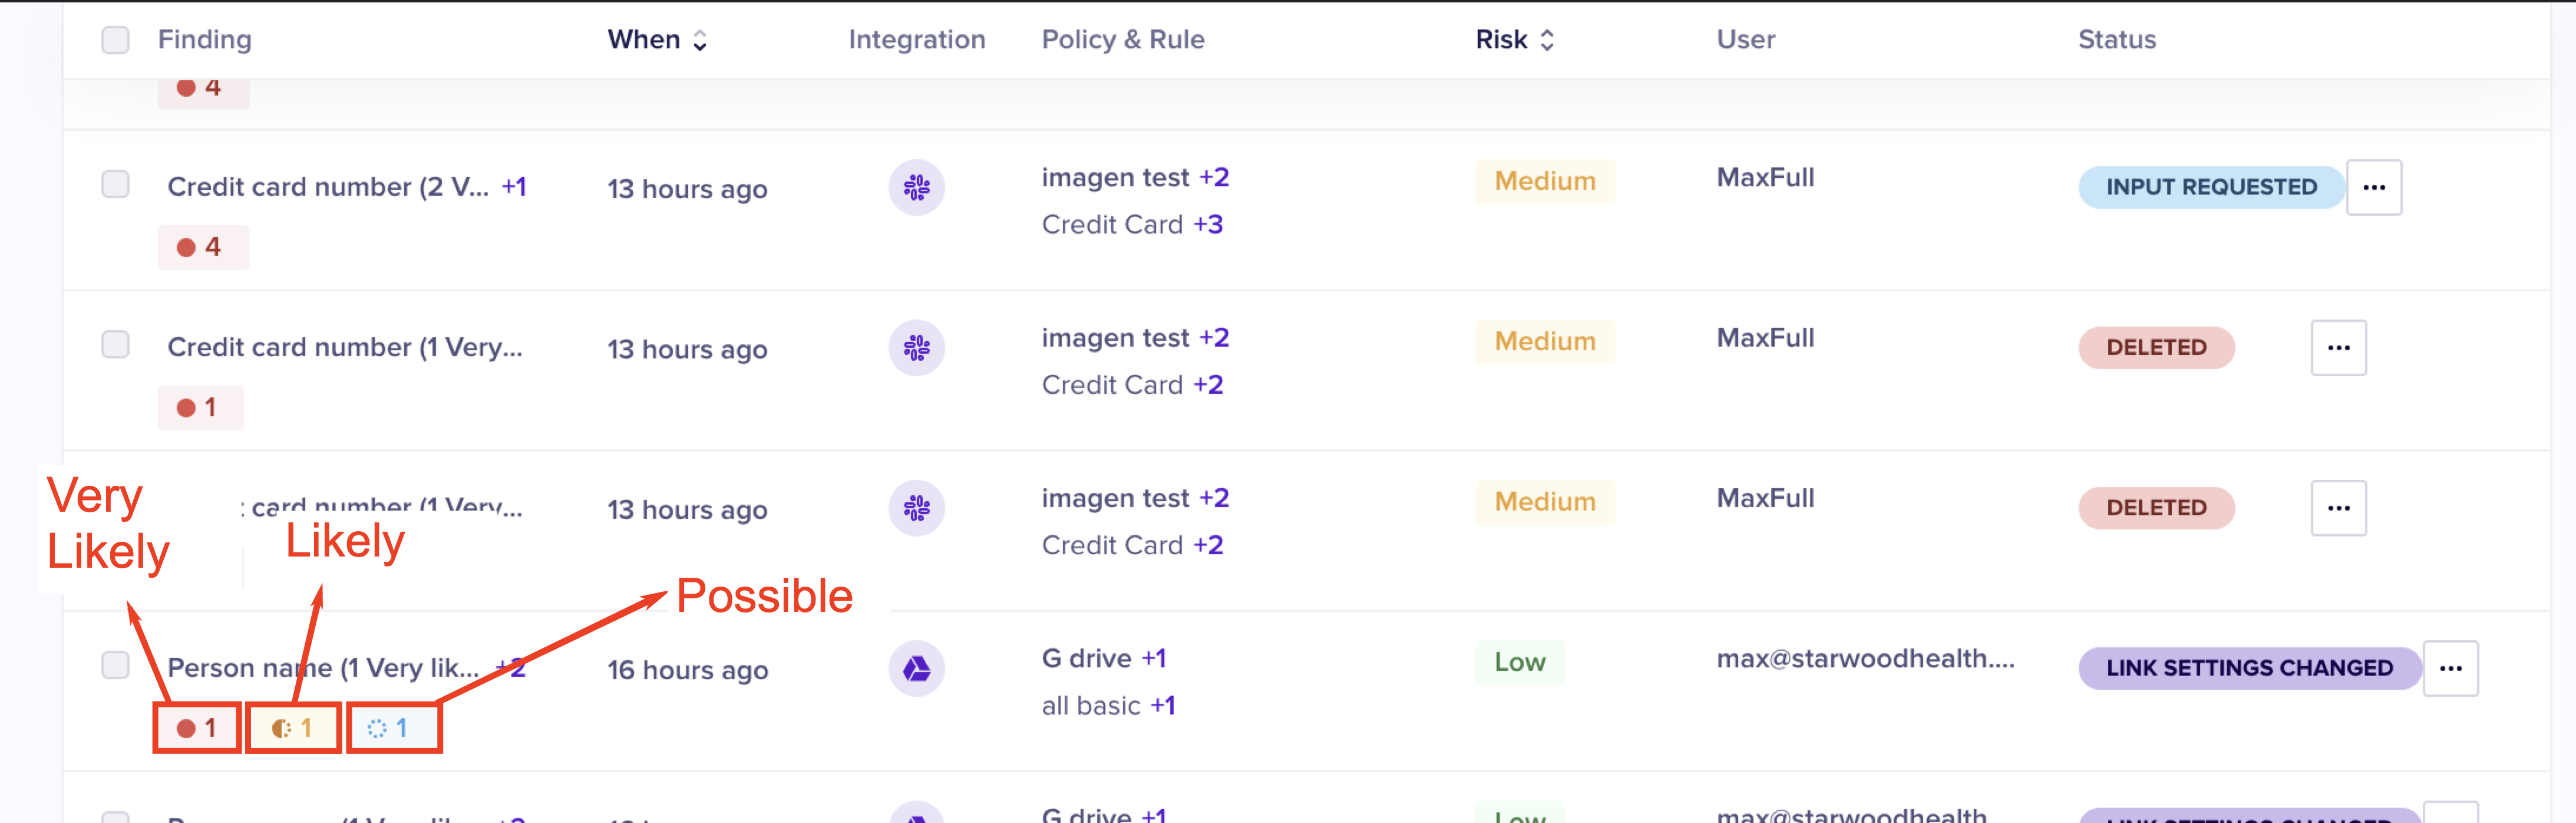 Finding When Integration Policy & Rule Risk User Status
4
Credit card number (2 V... +1 13 hours ago imagen test +2 Medium MaxFull INPUT REQUESTED ...
Credit Card +3
4
Credit card number (1 Very... 13 hours ago imagen test +2 Medium MaxFull DELETED ...
Credit Card +2
1
Very
Likely
card number (1 Very... 13 hours ago imagen test +2 Medium MaxFull DELETED ...
Likely
Credit Card +2
Possible
Person name (1 Very lik... +2 16 hours ago G drive +1 Low max@starwoodhealth.... LINK SETTINGS CHANGED ...
all basic +1
1 1 1
G drive +1 Low max@starwoodhealth LINK SETTINGS CHANGED